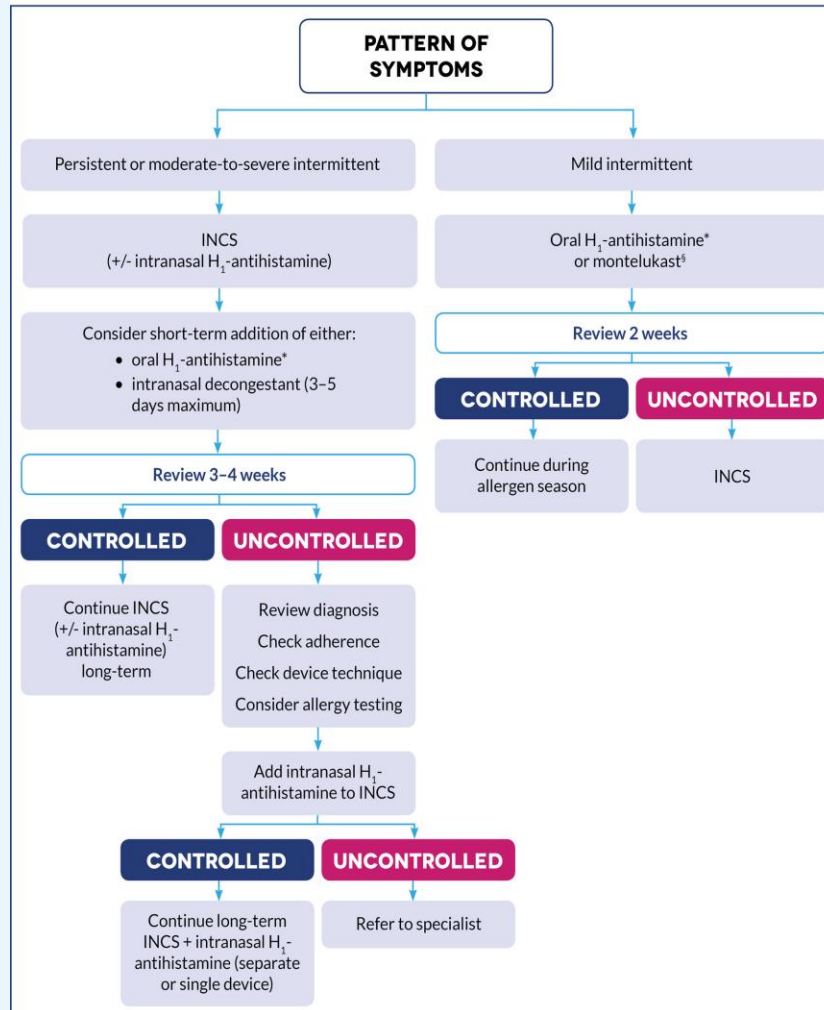 PATTERN OF
SYMPTOMS
Persistent or moderate-to-severe intermittent
INCS
(+/- intranasal H₁-antihistamine)
Consider short-term addition of either:
• oral H₁-antihistamine*
• intranasal decongestant (3–5
days maximum)
Review 3–4 weeks
CONTROLLED
Continue INCS
(+/- intranasal H₁-
antihistamine)
long-term
UNCONTROLLED
Review diagnosis
Check adherence
Check device technique
Consider allergy testing
Add intranasal H₁-
antihistamine to INCS
CONTROLLED
Continue long-term
INCS + intranasal H₁-
antihistamine (separate
or single device)
UNCONTROLLED
Refer to specialist
Mild intermittent
Oral H₁-antihistamine*
or montelukast§
Review 2 weeks
CONTROLLED
Continue during
allergen season
UNCONTROLLED
INCS